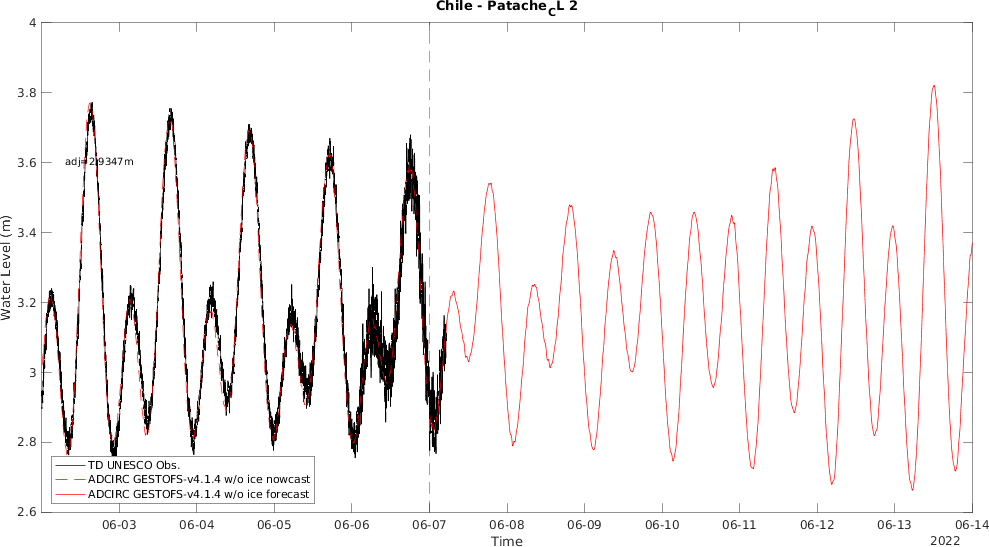 Chile - Patache_CL 2
4
3.8
adj=2.9347m
3.6
3.4
3.2
3
2.8
2.6
Water Level (m)
TD UNESCO Obs.
ADCIRC GESTOFS-v4.1.4 w/o ice nowcast
ADCIRC GESTOFS-v4.1.4 w/o ice forecast
06-03 06-04 06-05 06-06 06-07 06-08 06-09 06-10 06-11 06-12 06-13 06-14
Time
2022